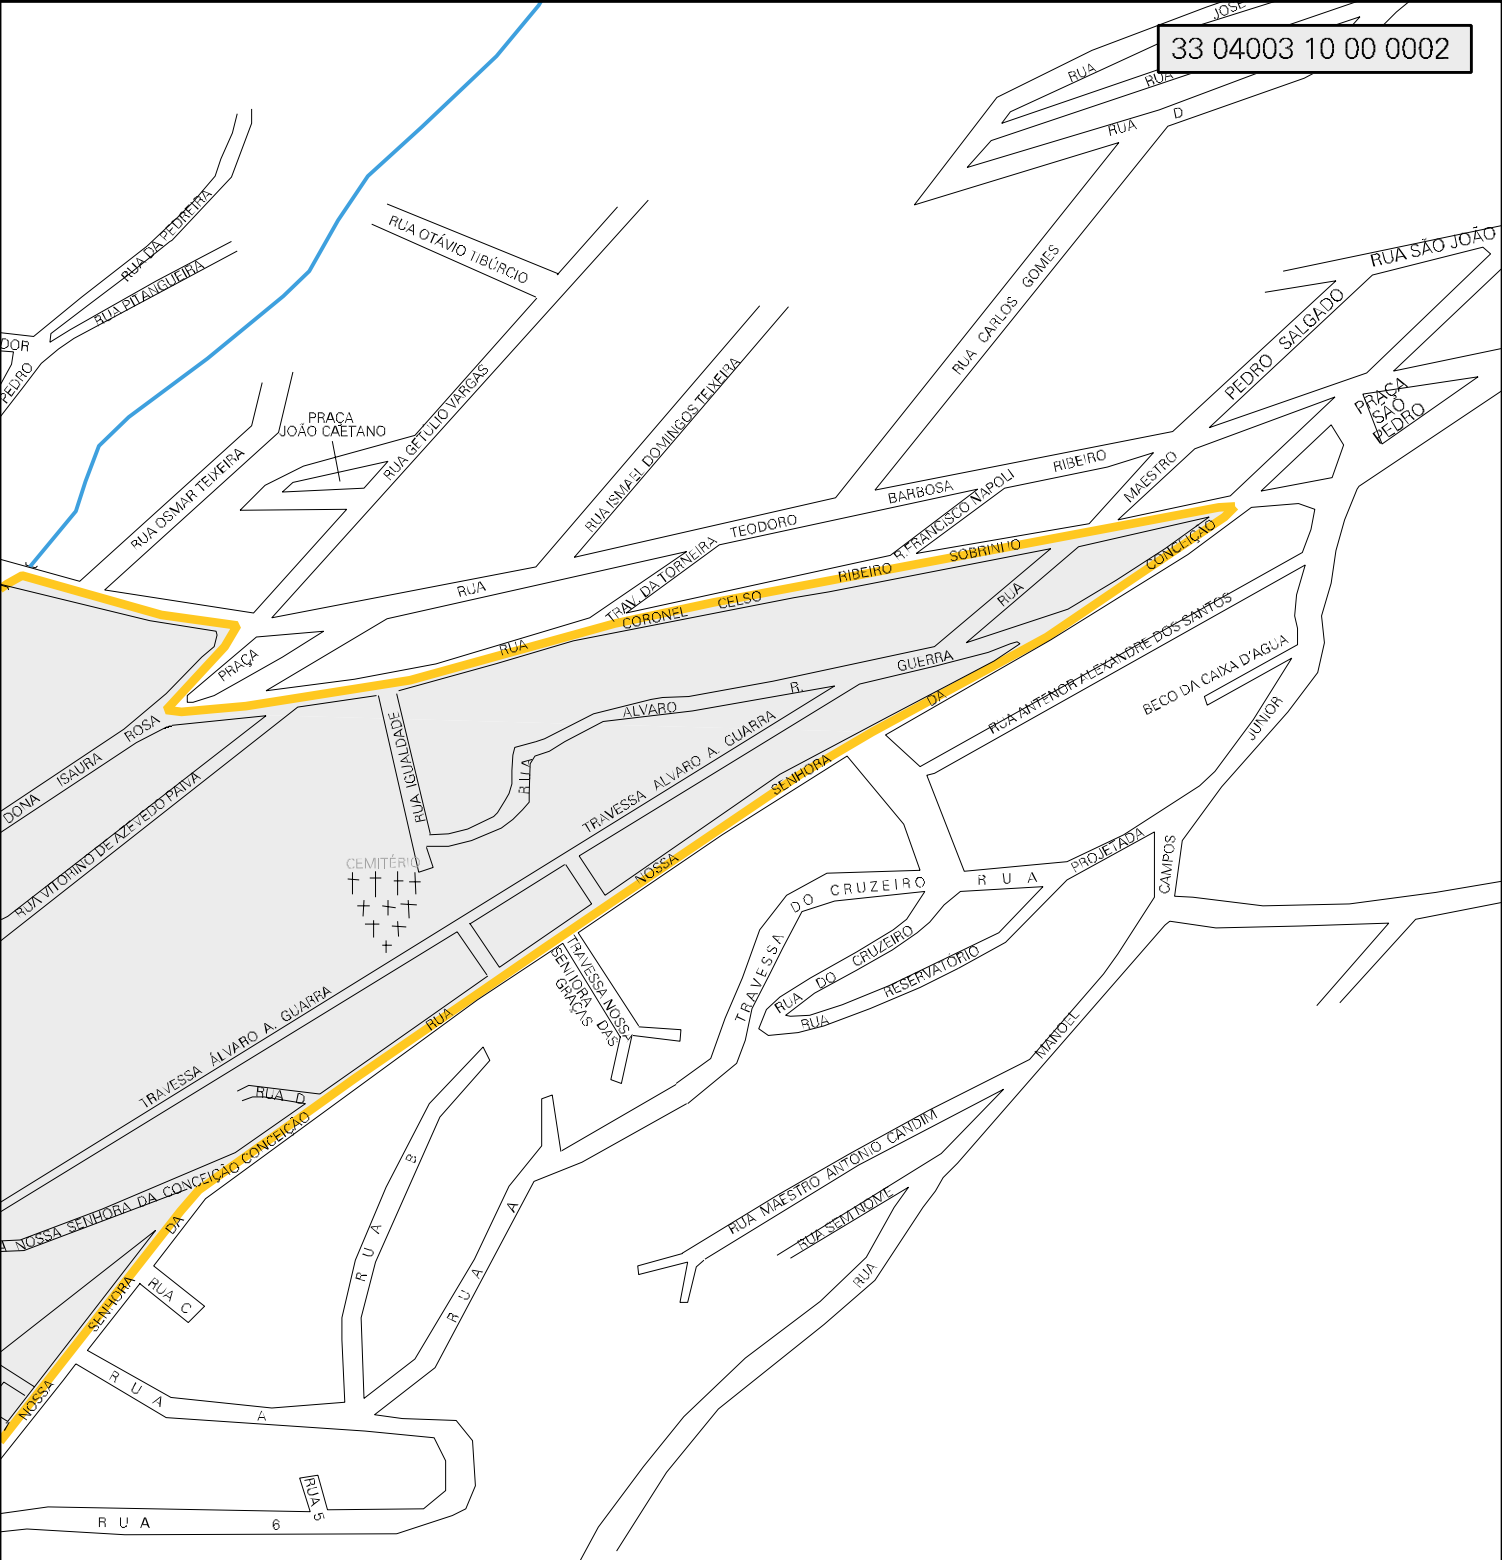 JOSÉ
33 04003 10 00 0002
RUA
RUA
RUA D
RUA DA PEDREIRA
RUA PITANGUEIRA
RUA OTÁVIO TIBÚRCIO
RUA SÃO JOÃO
RUA CARLOS GOMES
PEDRO SALGADO
DOR
PEDRO
RUA GETÚLIO VARGAS
RUA ISMAEL DOMINGOS TEIXEIRA
PRAÇA
JOÃO CAETANO
PRAÇA
SÃO
PEDRO
RUA OSMAR TEIXEIRA
MAESTRO
RUA TEODORO BARBOSA RIBEIRO
R. FRANCISCO NAPOLI
TRAV. DA TORNEIRA
RUA CORONEL CELSO RIBEIRO SOBRINHO
CONCEIÇÃO
RUA
RUA ANTENOR ALEXANDRE DOS SANTOS
BECO DA CAIXA D'AGUA
PRAÇA
GUERRA
R.
ALVARO
RUA
DA
JUNIOR
DONA ISAURA ROSA
RUA IGUALDADE
TRAVESSA ALVARO A. GUARRA
SENHORA
RUA VITORINO DE AZEVEDO PAIVA
CEMITÉRIO
NOSSA
RUA PROJETADA
CAMPOS
TRAVESSA DO CRUZEIRO
RUA DO CRUZEIRO
RUA RESERVATÓRIO
TRAVESSA NOSSA
SENHORA DAS
GRAÇAS
RUA
MANOEL
TRAVESSA ÁLVARO A. GUARRA
RUA D
CONCEIÇÃO
NOSSA SENHORA DA CONCEIÇÃO
RUA B
RUA A
RUA MAESTRO ANTONIO CANDIM
RUA SEM NOME
RUA
DA
SENHORA
NOSSA
RUA C
RUA A
RUA 5
RUA 6